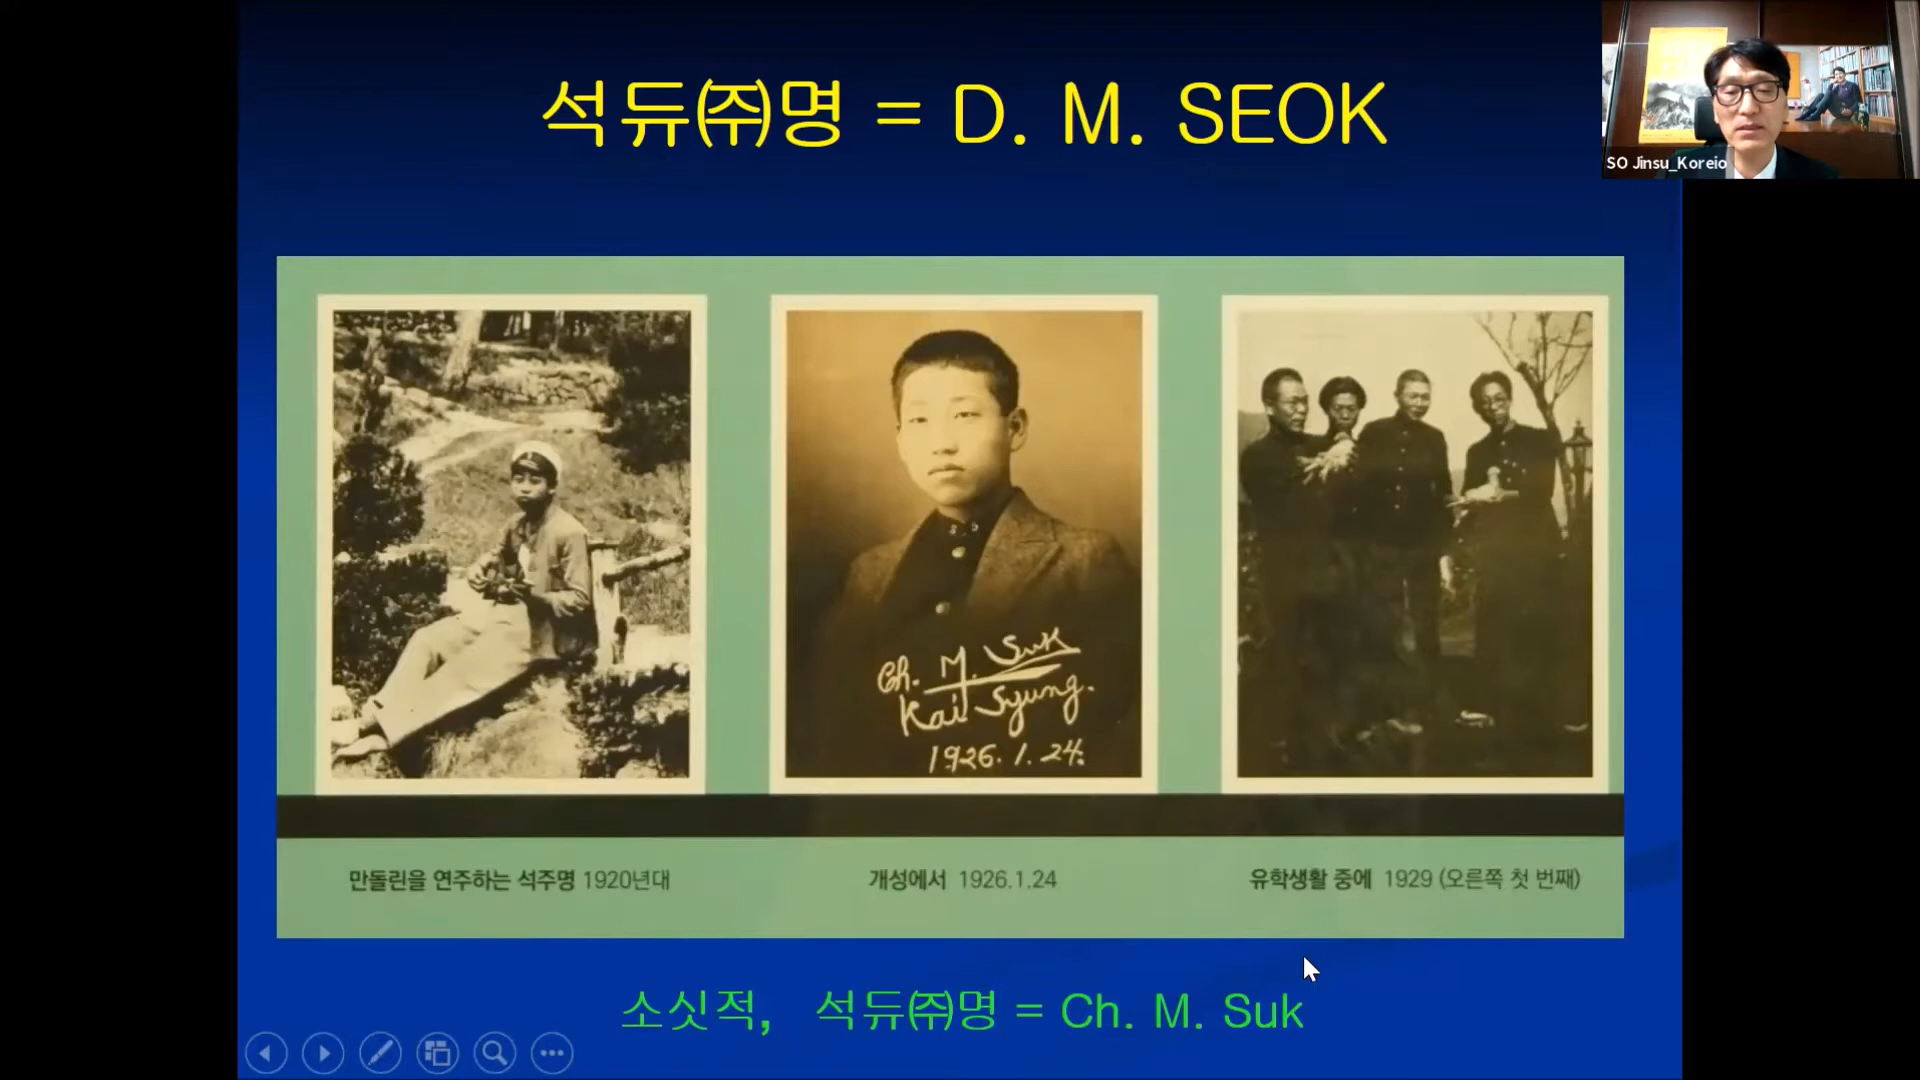 석듀㈜명 = D. M. SEOK
SO Jinsu_Koreio
Ch. M. Suk
Kai Syung.
1926. 1. 24.
만돌린을 연주하는 석주명 1920년대
개성에서 1926.1.24
유학생활 중에 1929 (오른쪽 첫 번째)
소싯적, 석듀㈜명 = Ch. M. Suk